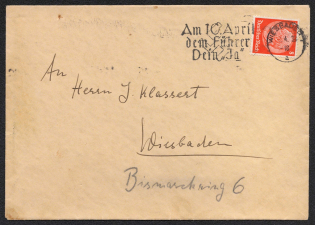 Am 10. April
dem Führer
Dein "Ja"
An
Herrn J. Klassert
Wiesbaden
Bismarckring 6